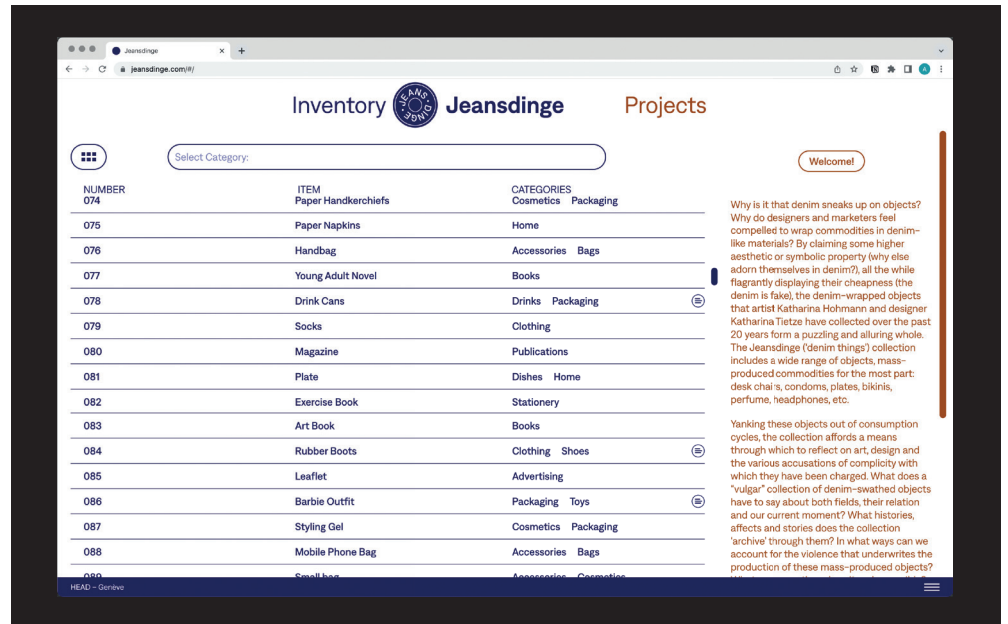 Jeansdinge
jeansdinge.com/#/
Inventory JEANS·DINGE·JEANS·DINGE Jeansdinge Projects
Select Category:
Welcome!
NUMBER ITEM CATEGORIES
074 Paper Handkerchiefs Cosmetics Packaging
075 Paper Napkins Home
076 Handbag Accessories Bags
077 Young Adult Novel Books
078 Drink Cans Drinks Packaging
079 Socks Clothing
080 Magazine Publications
081 Plate Dishes Home
082 Exercise Book Stationery
083 Art Book Books
084 Rubber Boots Clothing Shoes
085 Leaflet Advertising
086 Barbie Outfit Packaging Toys
087 Styling Gel Cosmetics Packaging
088 Mobile Phone Bag Accessories Bags
089 Small bag Accessories Cosmetics
Why is it that denim sneaks up on objects?
Why do designers and marketers feel
compelled to wrap commodities in denim-
like materials? By claiming some higher
aesthetic or symbolic property (why else
adorn themselves in denim?), all the while
flagrantly displaying their cheapness (the
denim is fake), the denim-wrapped objects
that artist Katharina Hohmann and designer
Katharina Tietze have collected over the past
20 years form a puzzling and alluring whole.
The Jeansdinge ('denim things') collection
includes a wide range of objects, mass-
produced commodities for the most part:
desk chairs, condoms, plates, bikinis,
perfume, headphones, etc.
Yanking these objects out of consumption
cycles, the collection affords a means
through which to reflect on art, design and
the various accusations of complicity with
which they have been charged. What does a
"vulgar" collection of denim-swathed objects
have to say about both fields, their relation
and our current moment? What histories,
affects and stories does the collection
'archive' through them? In what ways can we
account for the violence that underwrites the
production of these mass-produced objects?
HEAD – Genève